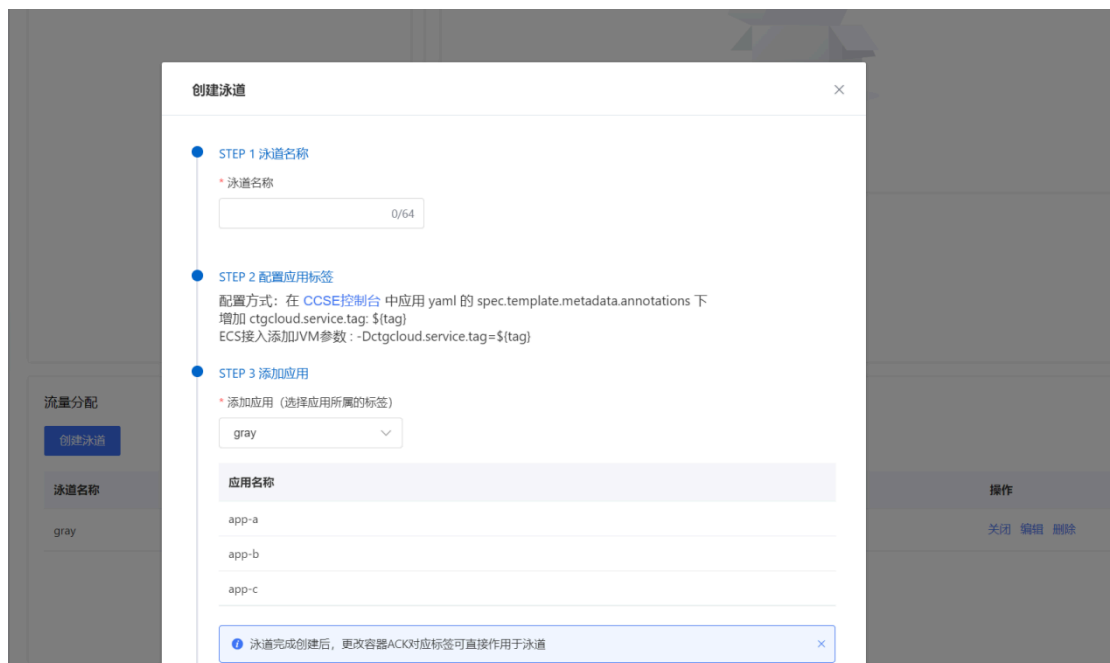 创建泳道
STEP 1 泳道名称
* 泳道名称
0/64
STEP 2 配置应用标签
配置方式：在 CCSE控制台 中应用 yaml 的 spec.template.metadata.annotations 下
增加 ctgcloud.service.tag: ${tag}
ECS接入添加JVM参数 : -Dctgcloud.service.tag=${tag}
STEP 3 添加应用
* 添加应用（选择应用所属的标签）
gray
应用名称
app-a
app-b
app-c
泳道完成创建后，更改容器ACK对应标签可直接作用于泳道
流量分配
创建泳道
泳道名称
操作
gray
关闭 编辑 删除